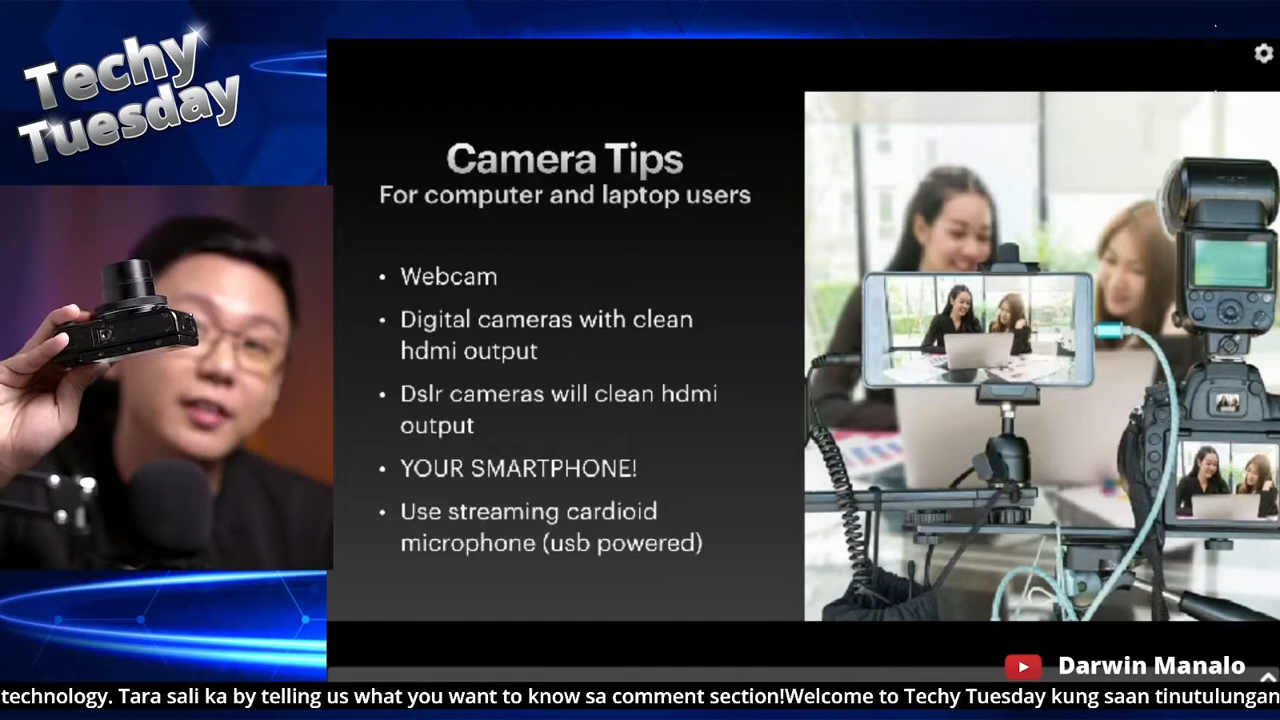 Techy
Tuesday
Camera Tips
For computer and laptop users
• Webcam
• Digital cameras with clean
hdmi output
• Dslr cameras will clean hdmi
output
• YOUR SMARTPHONE!
• Use streaming cardioid
microphone (usb powered)
Darwin Manalo
technology. Tara sali ka by telling us what you want to know sa comment section!Welcome to Techy Tuesday kung saan tinutulungan